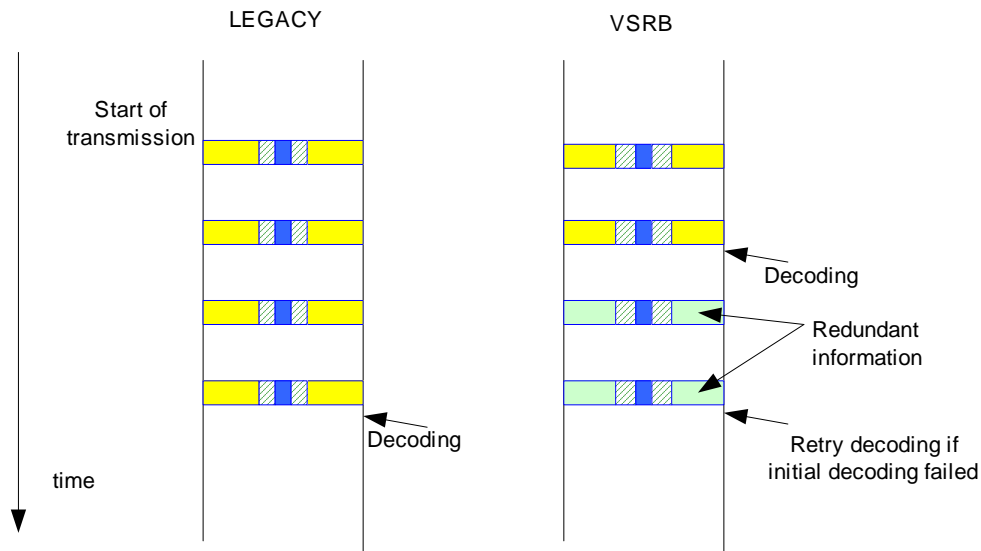 LEGACY
VSRB
Start of
transmission
Decoding
Redundant
information
Decoding
Retry decoding if
initial decoding failed
time